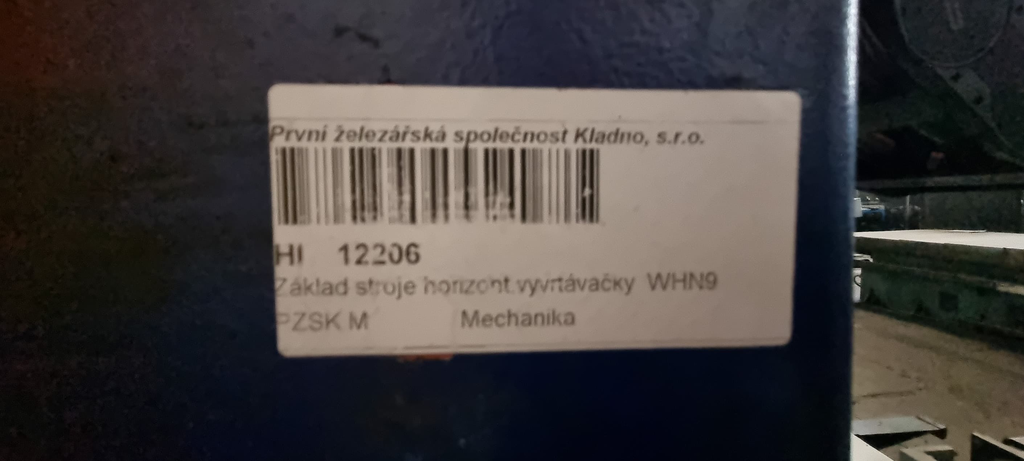 První železářská společnost Kladno, s.r.o.
HI 12206
Základ stroje horizont.vyvrtávačky WHN9
PZSK M Mechanika